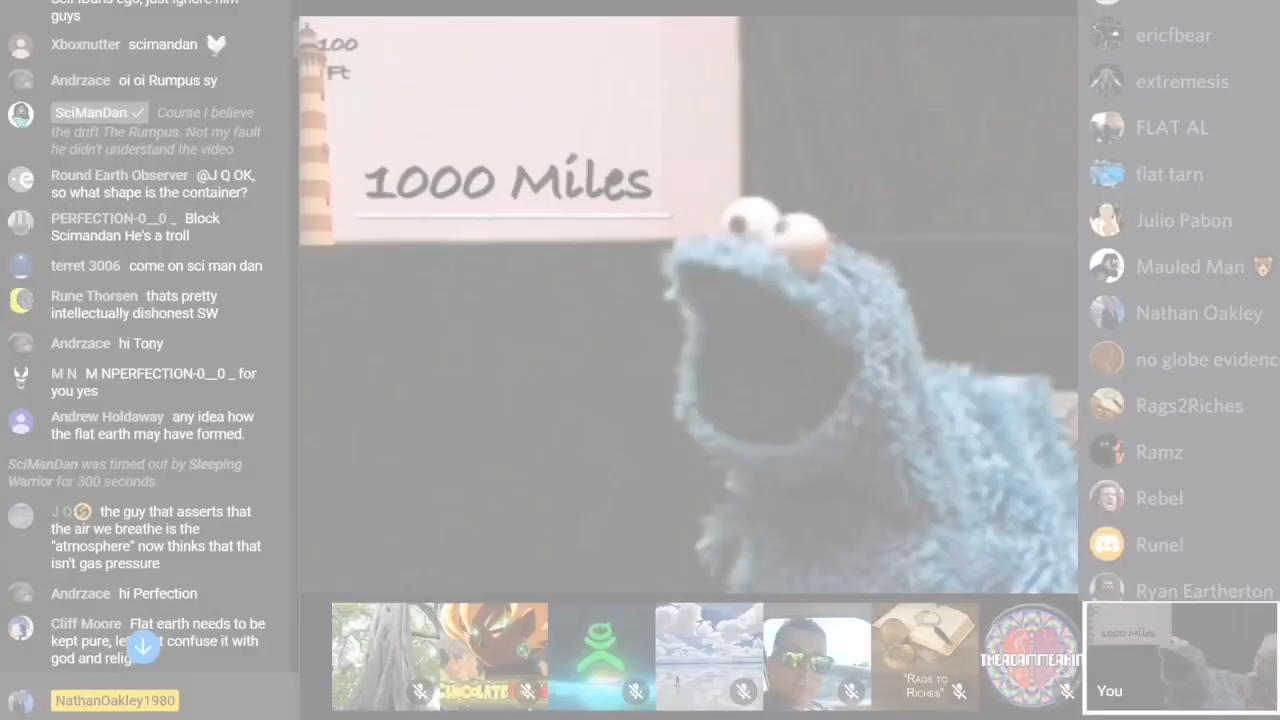 guys
Xboxnutter scimandan
Andrzace oi oi Rumpus sy
SciManDan Course I believe
the drift The Rumpus. Not my fault
he didn't understand the video
Round Earth Observer @J Q OK,
so what shape is the container?
PERFECTION-0__0 _ Block
Scimandan He's a troll
terret 3006 come on sci man dan
Rune Thorsen thats pretty
intellectually dishonest SW
Andrzace hi Tony
M N M NPERFECTION-0__0 _ for
you yes
Andrew Holdaway any idea how
the flat earth may have formed.
SciManDan was timed out by Sleeping
Warrior for 300 seconds.
J Q the guy that asserts that
the air we breathe is the
"atmosphere" now thinks that that
isn't gas pressure
Andrzace hi Perfection
Cliff Moore Flat earth needs to be
kept pure, confuse it with
god and
NathanOakley1980
100
Ft
1000 Miles
ericfbear
extremesis
FLAT AL
flat tarn
Julio Pabon
Mauled Man
Nathan Oakley
no globe evidenc
Rags2Riches
Ramz
Rebel
Rune!
Ryan Eartherton
"RAGS TO
RICHES"
1000 Miles
You